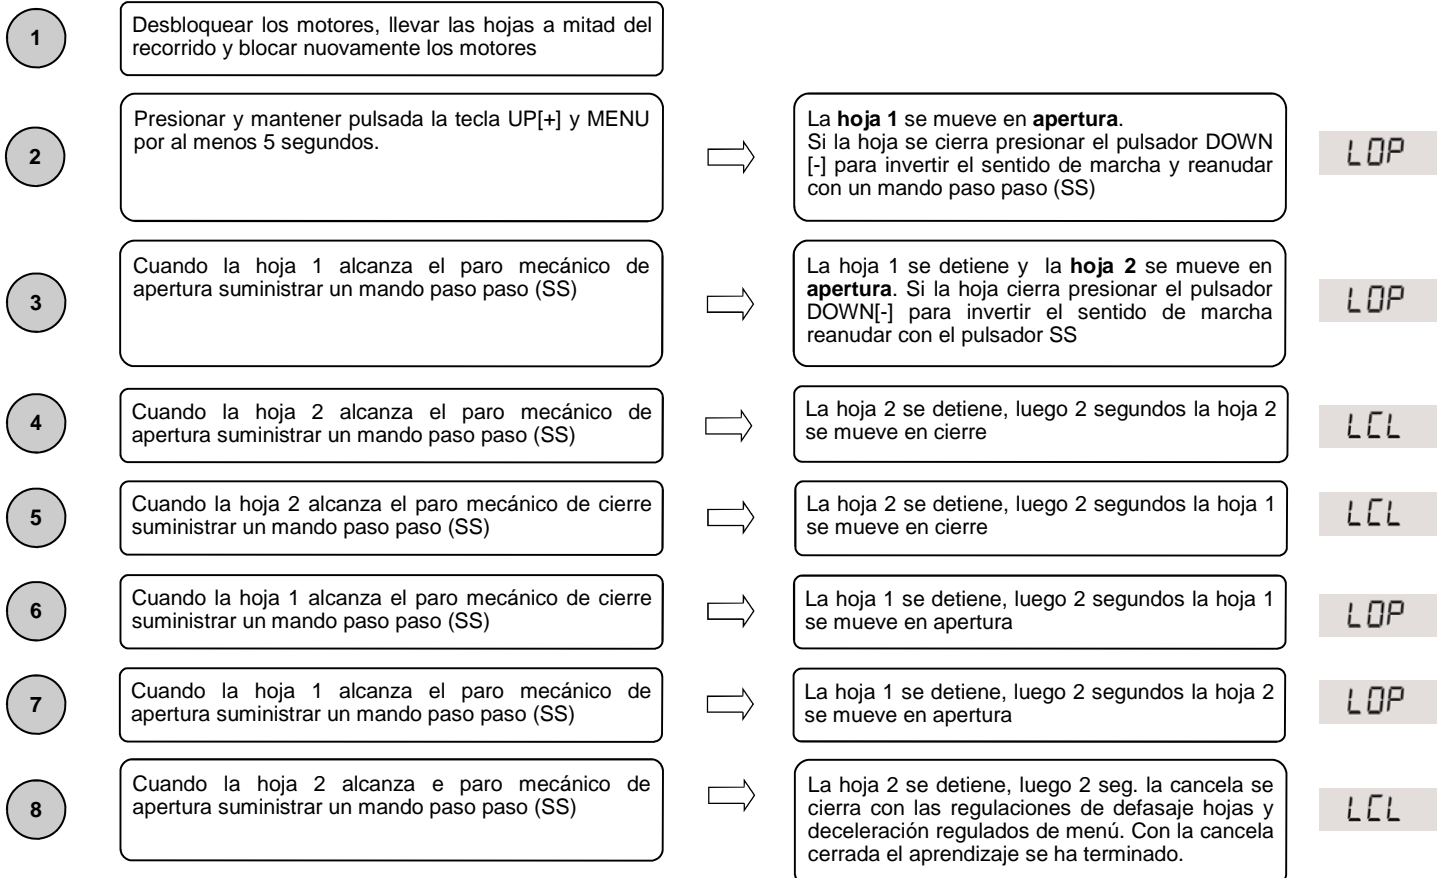 1
Desbloquear los motores, llevar las hojas a mitad del
recorrido y blocar nuovamente los motores
2
Presionar y mantener pulsada la tecla UP[+] y MENU
por al menos 5 segundos.
La hoja 1 se mueve en apertura.
Si la hoja se cierra presionar el pulsador DOWN
[-] para invertir el sentido de marcha y reanudar
con un mando paso paso (SS)
LOP
3
Cuando la hoja 1 alcanza el paro mecánico de
apertura suministrar un mando paso paso (SS)
La hoja 1 se detiene y la hoja 2 se mueve en
apertura. Si la hoja cierra presionar el pulsador
DOWN[-] para invertir el sentido de marcha
reanudar con el pulsador SS
LOP
4
Cuando la hoja 2 alcanza el paro mecánico de
apertura suministrar un mando paso paso (SS)
La hoja 2 se detiene, luego 2 segundos la hoja 2
se mueve en cierre
LCL
5
Cuando la hoja 2 alcanza el paro mecánico de cierre
suministrar un mando paso paso (SS)
La hoja 2 se detiene, luego 2 segundos la hoja 1
se mueve en cierre
LCL
6
Cuando la hoja 1 alcanza el paro mecánico de cierre
suministrar un mando paso paso (SS)
La hoja 1 se detiene, luego 2 segundos la hoja 1
se mueve en apertura
LOP
7
Cuando la hoja 1 alcanza el paro mecánico de
apertura suministrar un mando paso paso (SS)
La hoja 1 se detiene, luego 2 segundos la hoja 2
se mueve en apertura
LOP
8
Cuando la hoja 2 alcanza e paro mecánico de
apertura suministrar un mando paso paso (SS)
La hoja 2 se detiene, luego 2 seg. la cancela se
cierra con las regulaciones de defasaje hojas y
deceleración regulados de menú. Con la cancela
cerrada el aprendizaje se ha terminado.
LCL